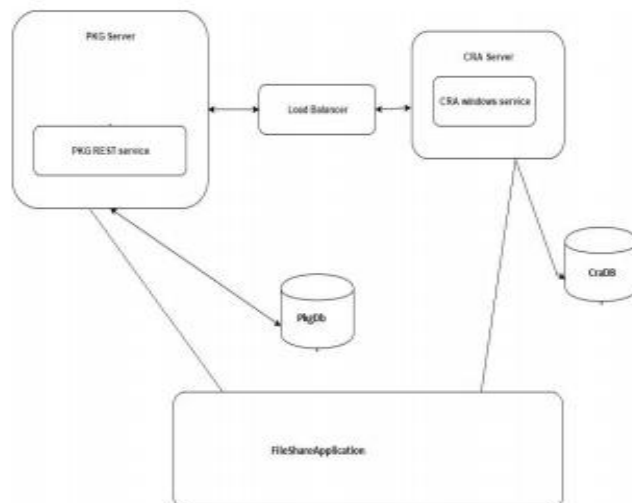 PKG Server
CRA Server
CRA windows service
Load Balancer
PKG REST service
CraDB
PkgDb
FileShareApplication